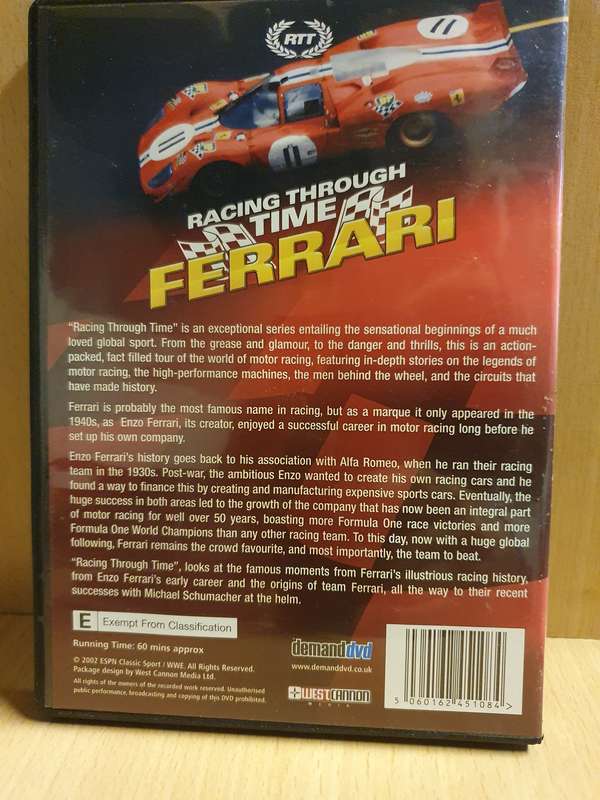 RTT
11
11
RACING THROUGH
TIME
FERRARI
"Racing Through Time" is an exceptional series entailing the sensational beginnings of a much
loved global sport. From the grease and glamour, to the danger and thrills, this is an action-
packed, fact filled tour of the world of motor racing, featuring in-depth stories on the legends of
motor racing, the high-performance machines, the men behind the wheel, and the circuits that
have made history.
Ferrari is probably the most famous name in racing, but as a marque it only appeared in the
1940s, as Enzo Ferrari, its creator, enjoyed a successful career in motor racing long before he
set up his own company.
Enzo Ferrari's history goes back to his association with Alfa Romeo, when he ran their racing
team in the 1930s. Post-war, the ambitious Enzo wanted to create his own racing cars and he
found a way to finance this by creating and manufacturing expensive sports cars. Eventually, the
huge success in both areas led to the growth of the company that has now been an integral part
of motor racing for well over 50 years, boasting more Formula One race victories and more
Formula One World Champions than any other racing team. To this day, now with a huge global
following, Ferrari remains the crowd favourite, and most importantly, the team to beat.
"Racing Through Time", looks at the famous moments from Ferrari's illustrious racing history,
from Enzo Ferrari's early career and the origins of team Ferrari, all the way to their recent
successes with Michael Schumacher at the helm.
E Exempt From Classification
Running Time: 60 mins approx
© 2002 ESPN Classic Sport / WWE. All Rights Reserved.
Package design by West Cannon Media Ltd.
All rights of the owners of the recorded work reserved. Unauthorised
public performance, broadcasting and copying of this DVD prohibited.
demanddvd
www.demanddvd.co.uk
WESTCANNON
MEDIA
5 060162 451084 >